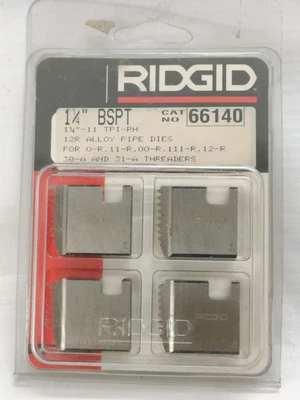 RIDGID
1¼" BSPT
CAT NO 66140
1¼"-11 TPI-RH
12R ALLOY PIPE DIES
FOR O-R,11-R,OO-R,111-R,12-R
30-A AND 31-A THREADERS
RIDGID
RIDGID